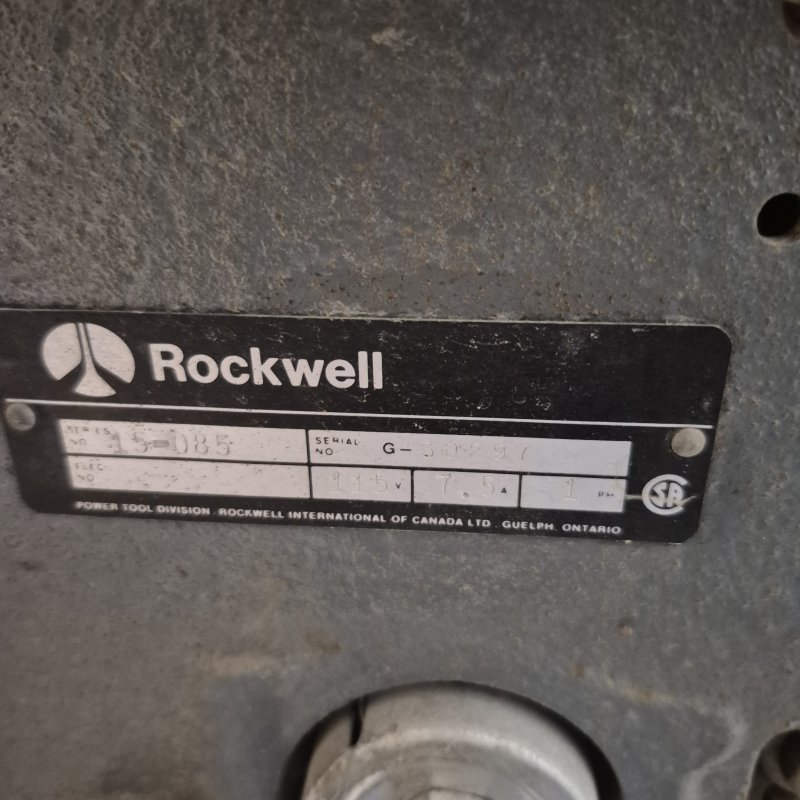 Rockwell
SERIES NO 15-085 SERIAL NO G-
ELEC NO 115 V 7.5 A 1 PH
POWER TOOL DIVISION, ROCKWELL INTERNATIONAL OF CANADA LTD. GUELPH, ONTARIO